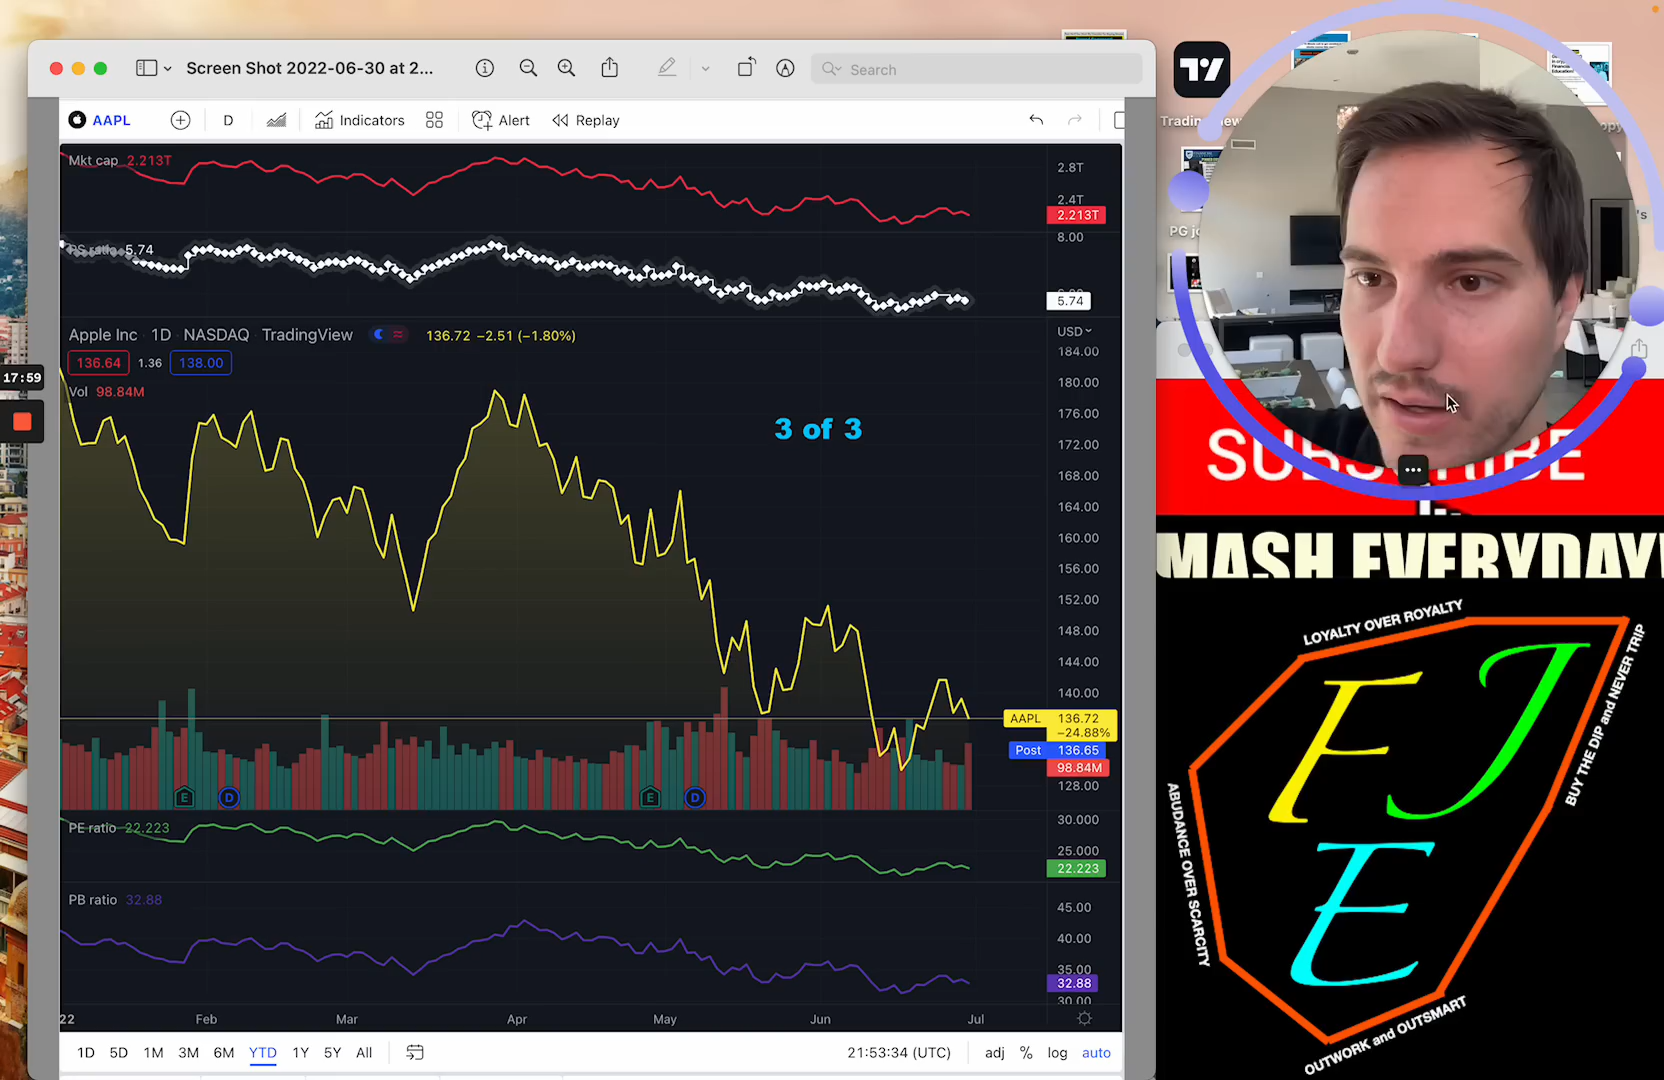 Screen Shot 2022-06-30 at 2...
Search
AAPL
D
Indicators
Alert
Replay
Mkt cap 2.213T
2.8T
2.4T
2.213T
PS ratio 5.74
8.00
5.74
Apple Inc 1D NASDAQ TradingView
136.72 −2.51 (−1.80%)
USD
136.64 1.36 138.00
Vol 98.84M
184.00
180.00
176.00
172.00
168.00
164.00
160.00
156.00
152.00
148.00
144.00
140.00
3 of 3
AAPL 136.72
−24.88%
Post 136.65
98.84M
128.00
E
D
E
D
PE ratio 22.223
30.000
25.000
22.223
PB ratio 32.88
45.00
40.00
35.00
32.88
30.00
22 Feb Mar Apr May Jun Jul
1D 5D 1M 3M 6M YTD 1Y 5Y All
21:53:34 (UTC)
adj % log auto
17:59
PG
SUBSCRIBE
MASH EVERYDAY!
LOYALTY OVER ROYALTY
BUY THE DIP and NEVER TRIP
ABUDANCE OVER SCARCITY
OUTWORK and OUTSMART
F J
E